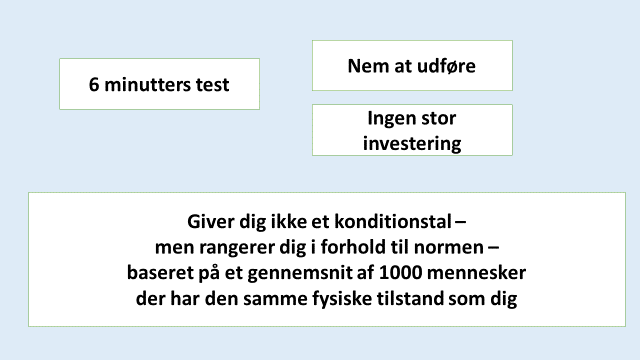 6 minutters test
Nem at udføre
Ingen stor
investering
Giver dig ikke et konditionstal –
men rangerer dig i forhold til normen –
baseret på et gennemsnit af 1000 mennesker
der har den samme fysiske tilstand som dig